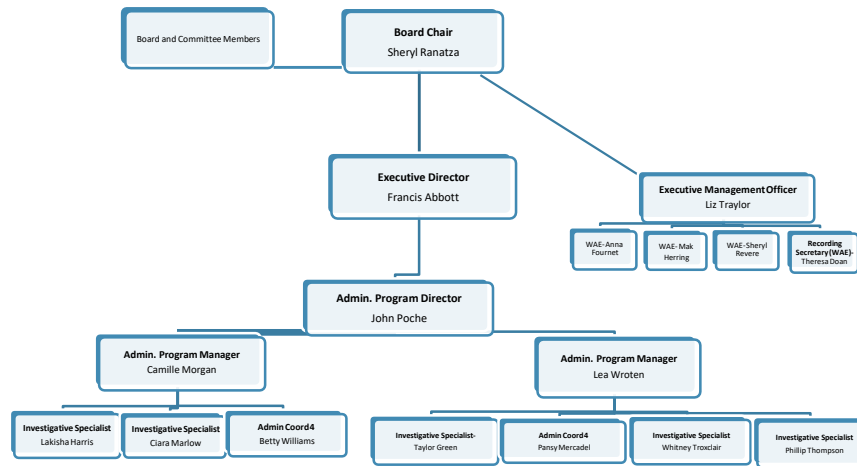 Board and Committee Members
Board Chair
Sheryl Ranatza
Executive Director
Francis Abbott
Executive Management Officer
Liz Traylor
WAE-Anna
Fournet
WAE-Mak
Herring
WAE-Sheryl
Revere
Recording
Secretary (WAE)-
Theresa Doan
Admin. Program Director
John Poche
Admin. Program Manager
Camille Morgan
Admin. Program Manager
Lea Wroten
Investigative Specialist
Lakisha Harris
Investigative Specialist
Ciara Marlow
Admin Coord 4
Betty Williams
Investigative Specialist-
Taylor Green
Admin Coord 4
Pansy Mercadel
Investigative Specialist
Whitney Troxclair
Investigative Specialist
Phillip Thompson